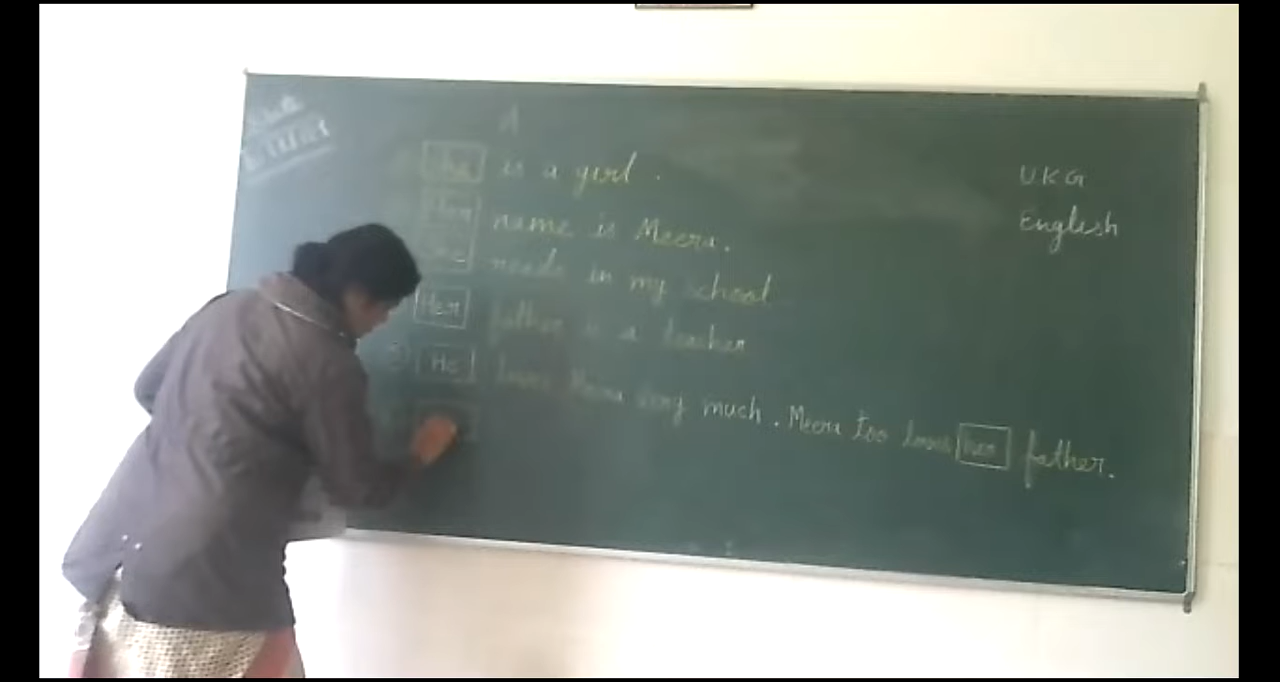 A
She is a girl.
Her name is Meera.
She reads in my school
Her father is a teacher
He loves Meera very much. Meera too loves her father.
UKG
English